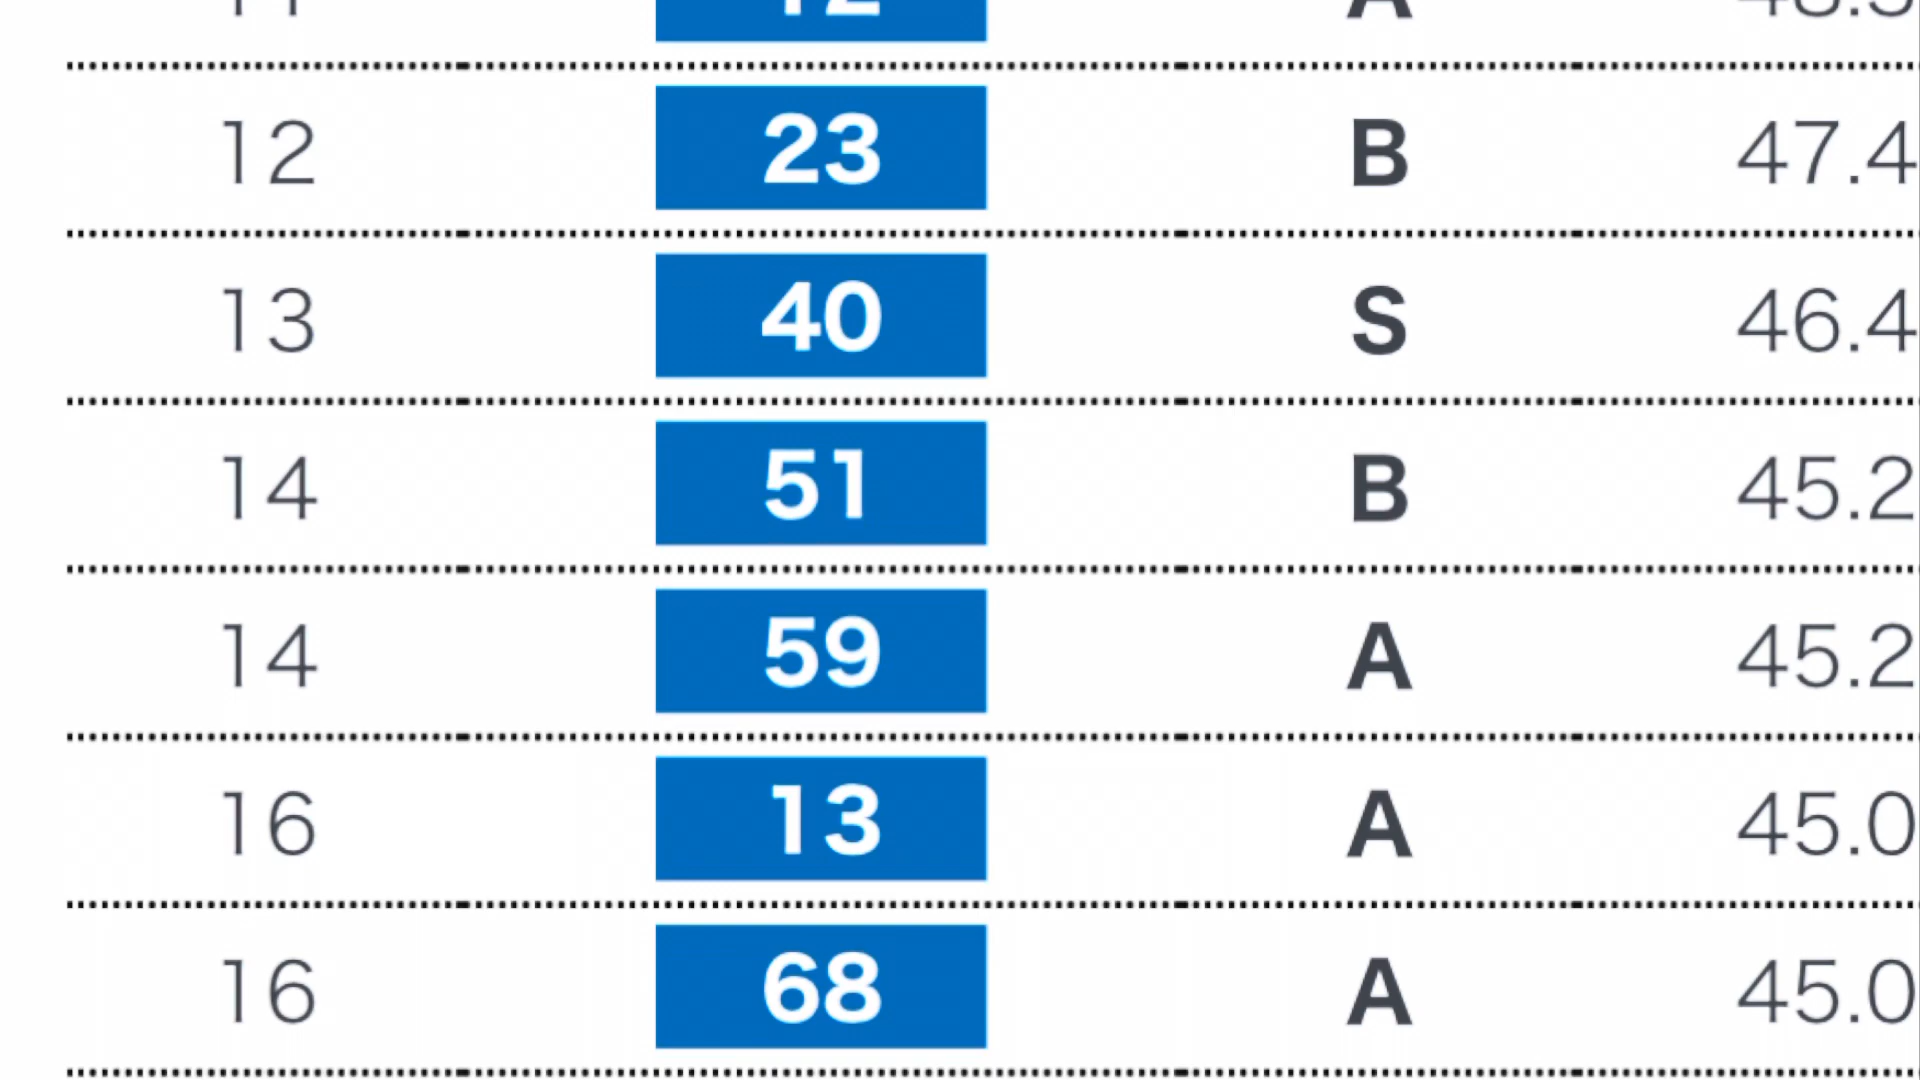 12 23 B 47.4
13 40 S 46.4
14 51 B 45.2
14 59 A 45.2
16 13 A 45.0
16 68 A 45.0